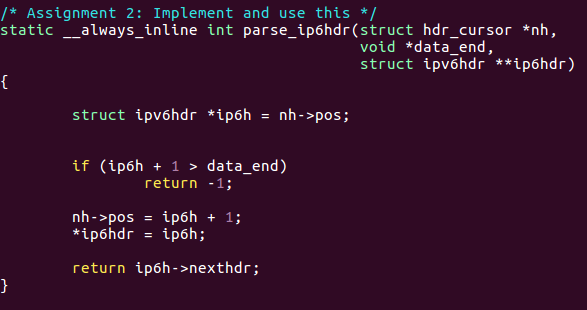 /* Assignment 2: Implement and use this */
static __always_inline int parse_ip6hdr(struct hdr_cursor *nh,
                                        void *data_end,
                                        struct ipv6hdr **ip6hdr)
{

        struct ipv6hdr *ip6h = nh->pos;


        if (ip6h + 1 > data_end)
                return -1;

        nh->pos = ip6h + 1;
        *ip6hdr = ip6h;

        return ip6h->nexthdr;
}